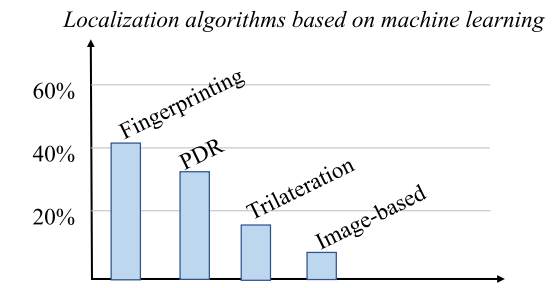 Localization algorithms based on machine learning
60%
40%
20%
Fingerprinting
PDR
Trilateration
Image-based